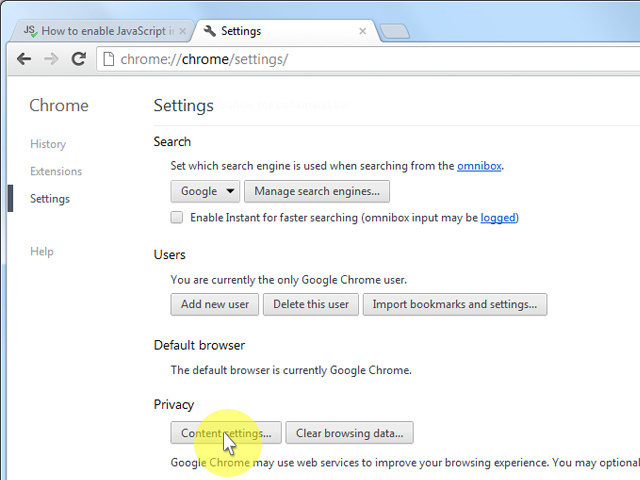 How to enable JavaScript i
Settings
chrome://chrome/settings/
Chrome
Settings
History
Extensions
Settings
Help
Search
Set which search engine is used when searching from the omnibox.
Google
Manage search engines...
Enable Instant for faster searching (omnibox input may be logged)
Users
You are currently the only Google Chrome user.
Add new user
Delete this user
Import bookmarks and settings...
Default browser
The default browser is currently Google Chrome.
Privacy
Content settings...
Clear browsing data...
Google Chrome may use web services to improve your browsing experience. You may optional